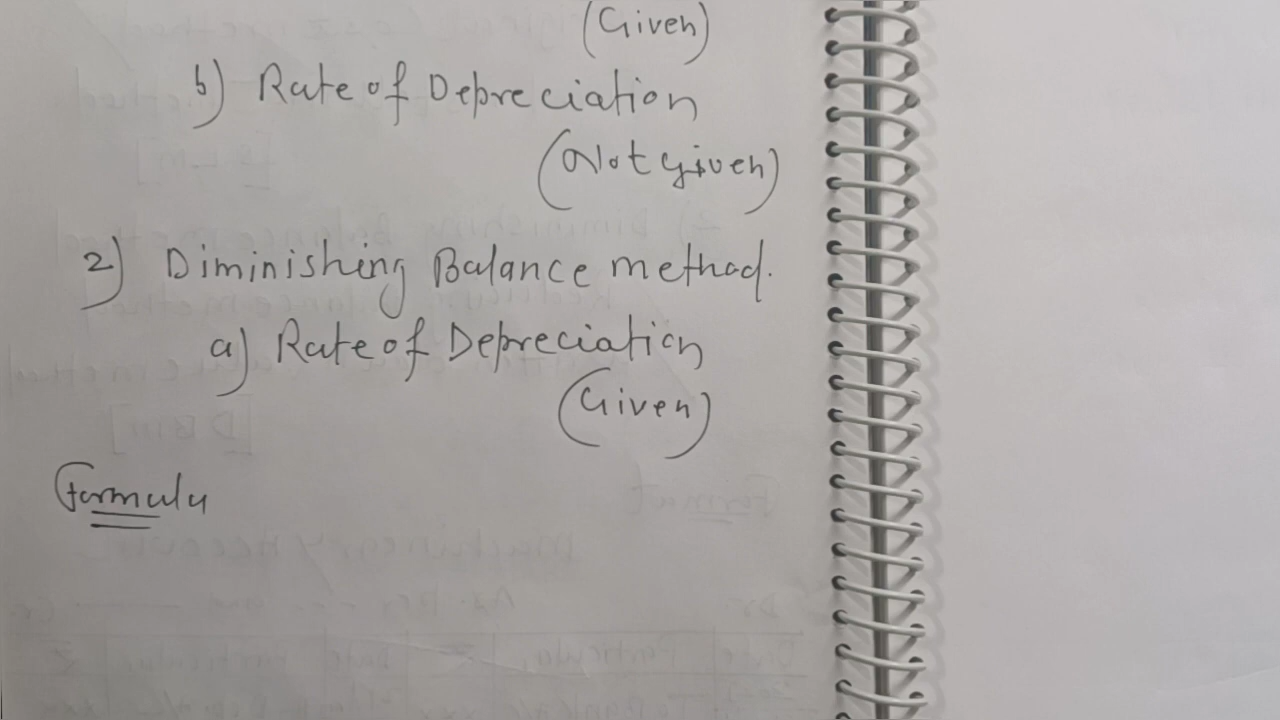 (Given)
b) Rate of Depreciation
(Not given)
2) Diminishing Balance method.
a) Rate of Depreciation
(Given)
Formula